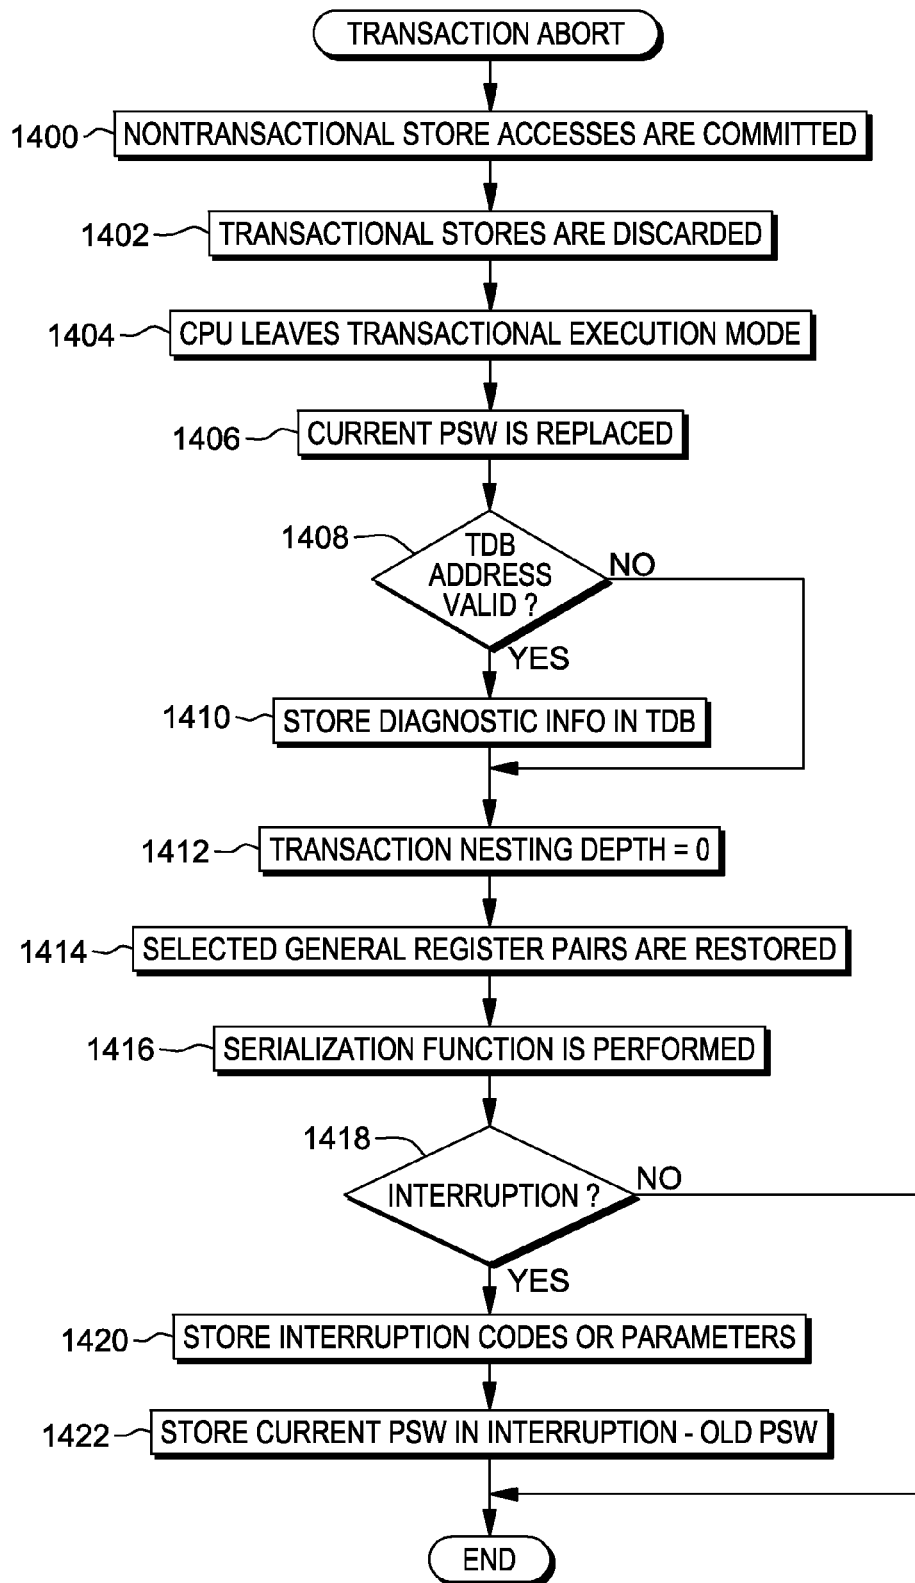 TRANSACTION ABORT
1400 NONTRANSACTIONAL STORE ACCESSES ARE COMMITTED
1402 TRANSACTIONAL STORES ARE DISCARDED
1404 CPU LEAVES TRANSACTIONAL EXECUTION MODE
1406 CURRENT PSW IS REPLACED
1408
TDB
ADDRESS
VALID ?
NO
YES
1410 STORE DIAGNOSTIC INFO IN TDB
1412 TRANSACTION NESTING DEPTH = 0
1414 SELECTED GENERAL REGISTER PAIRS ARE RESTORED
1416 SERIALIZATION FUNCTION IS PERFORMED
1418
INTERRUPTION ?
NO
YES
1420 STORE INTERRUPTION CODES OR PARAMETERS
1422 STORE CURRENT PSW IN INTERRUPTION - OLD PSW
END